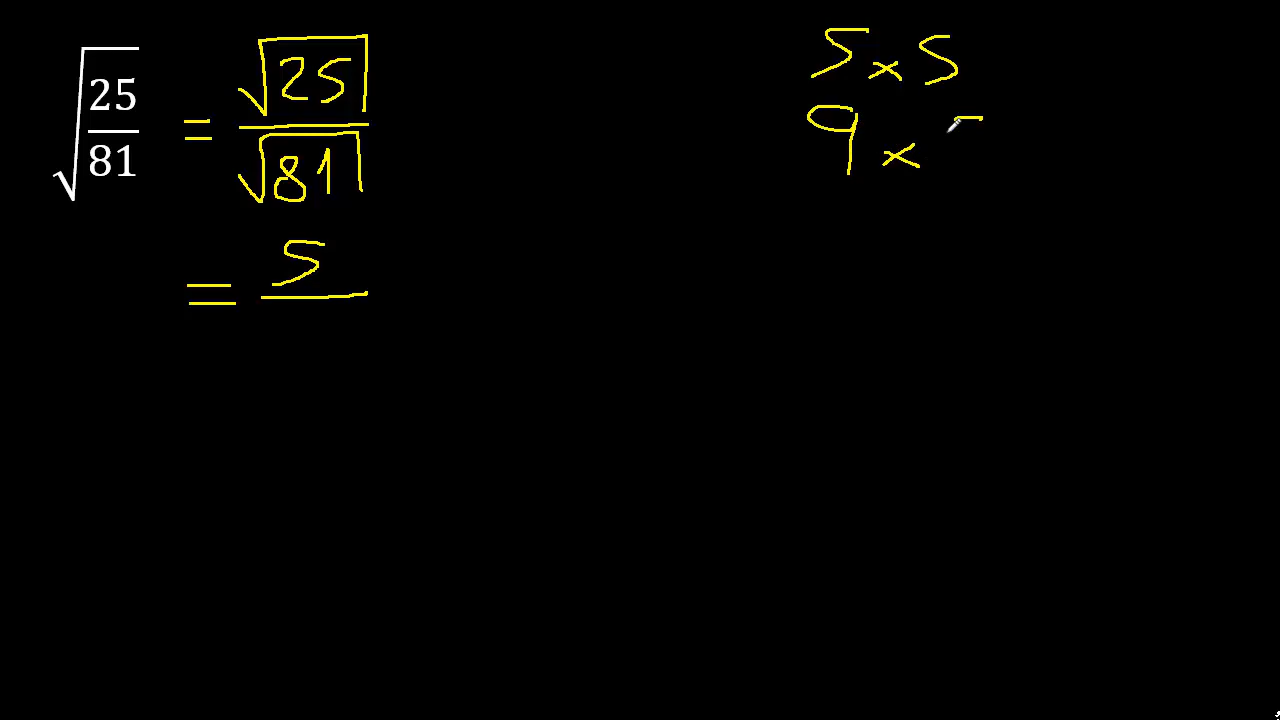 √(25/81) = √25/√81
= 5/
5 x 5
9 x